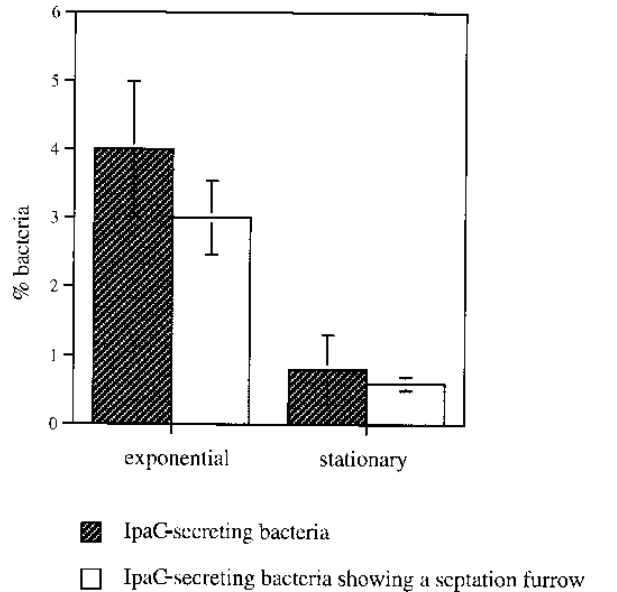 6
5
4
3
2
1
0
% bacteria
exponential
stationary
IpaC-secreting bacteria
IpaC-secreting bacteria showing a septation furrow